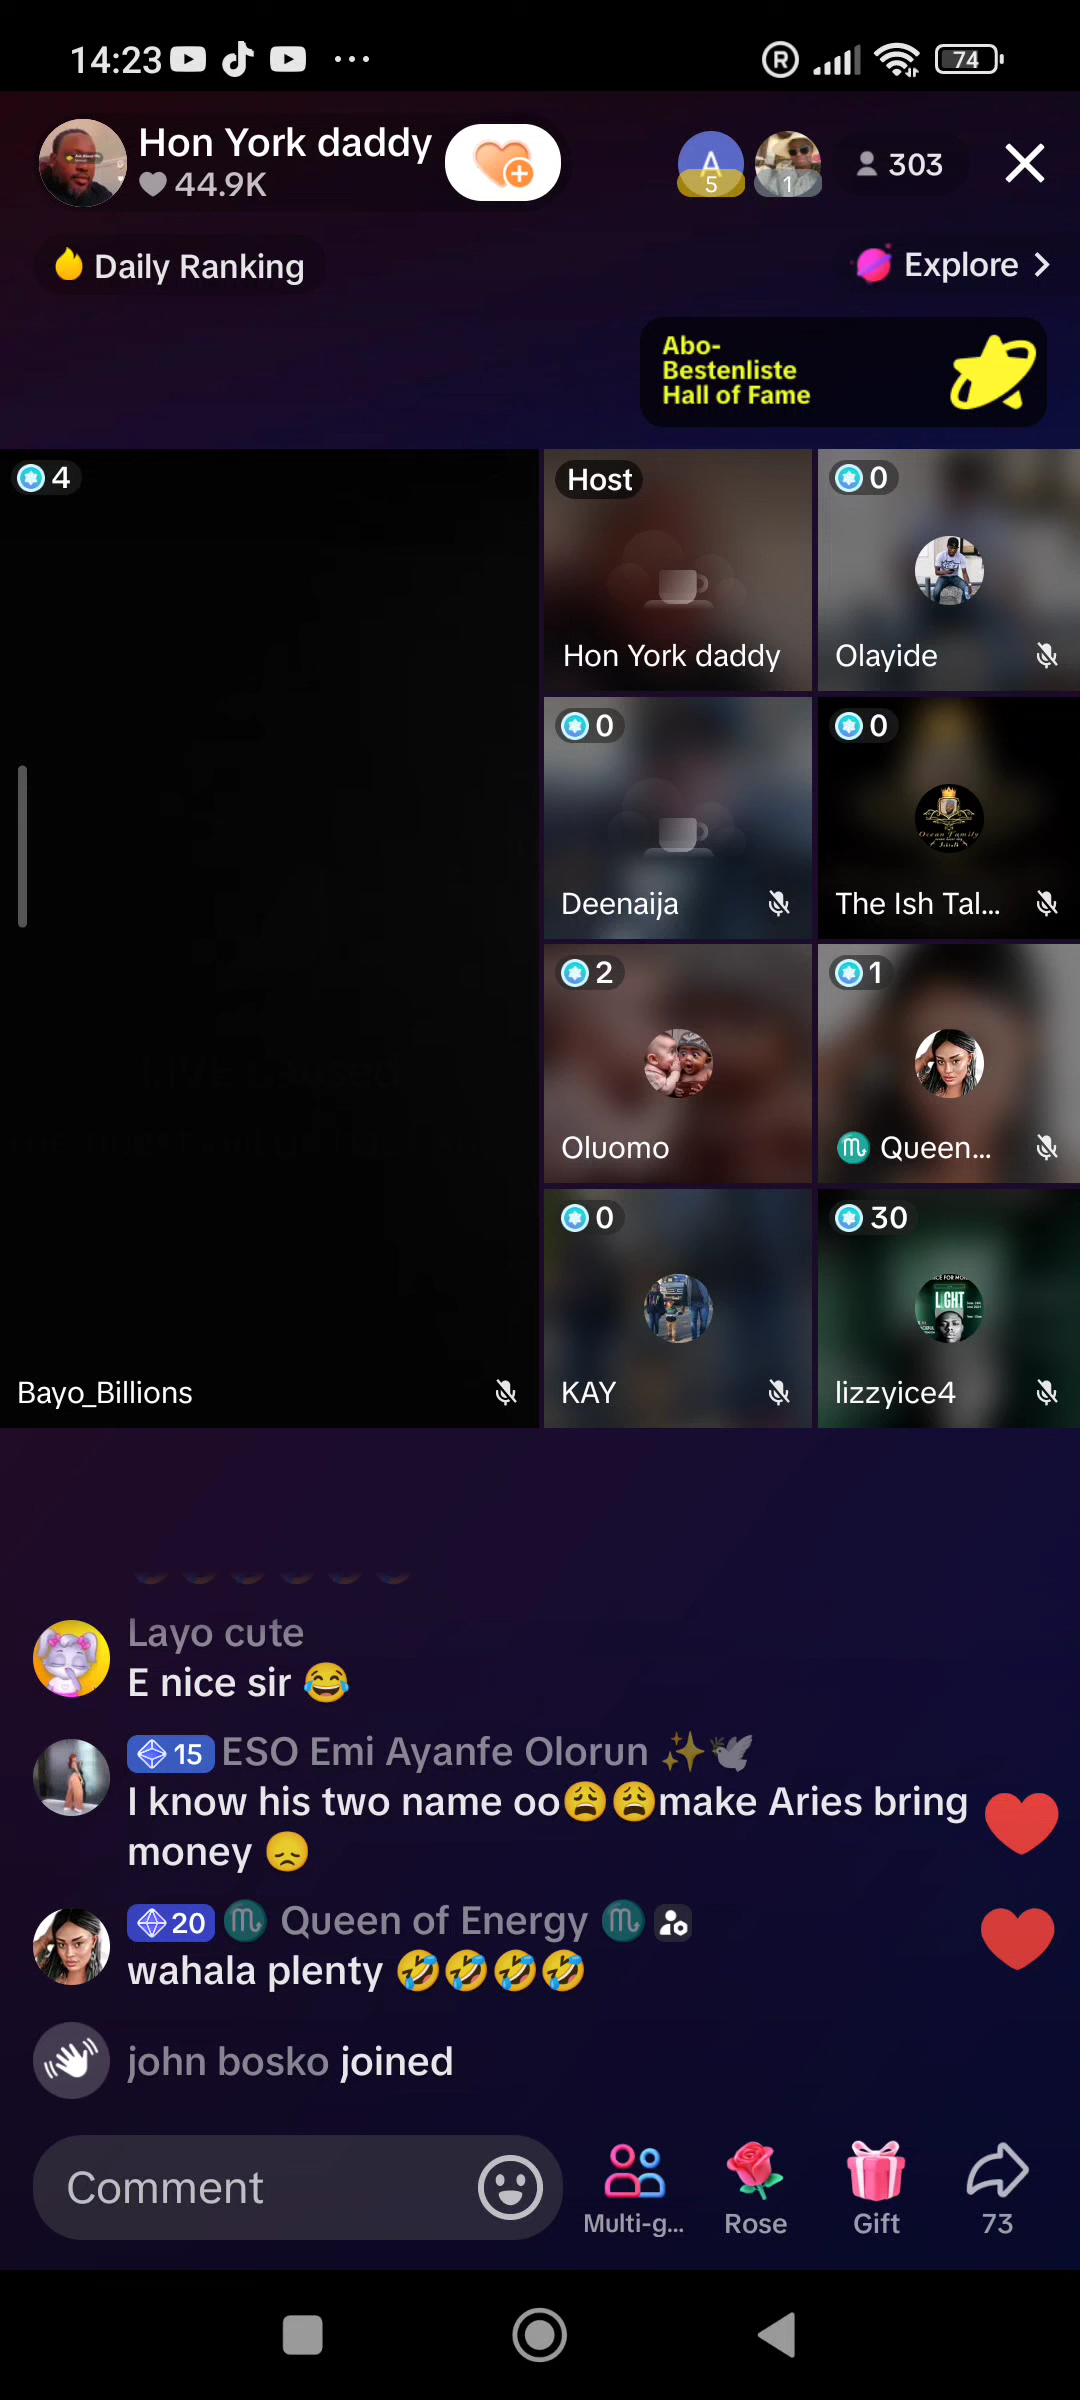 14:23
R
74
Hon York daddy
44.9K
A
5
1
303
Daily Ranking
Explore
Abo-
Bestenliste
Hall of Fame
4
Host
0
Hon York daddy
Olayide
0
0
Deenaija
The Ish Tal...
2
1
Oluomo
♏ Queen...
0
30
LIGHT
Bayo_Billions
KAY
lizzyice4
Layo cute
E nice sir 😂
15 ESO Emi Ayanfe Olorun ✨🕊
I know his two name oo😩😩make Aries bring
money 😞
20 ♏ Queen of Energy ♏
wahala plenty 🤣🤣🤣🤣
john bosko joined
Comment
Multi-g...
Rose
Gift
73